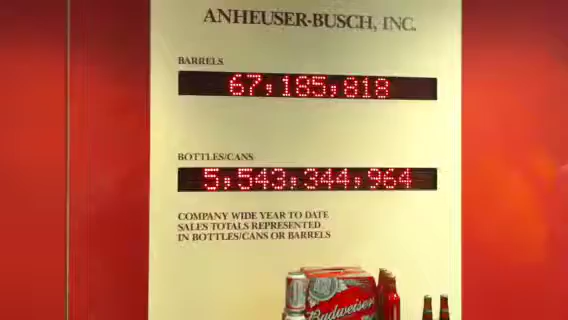 ANHEUSER-BUSCH, INC.
BARRELS
67,185,818
BOTTLES/CANS
5,543,344,964
COMPANY WIDE YEAR TO DATE
SALES TOTALS REPRESENTED
IN BOTTLES/CANS OR BARRELS
Budweiser